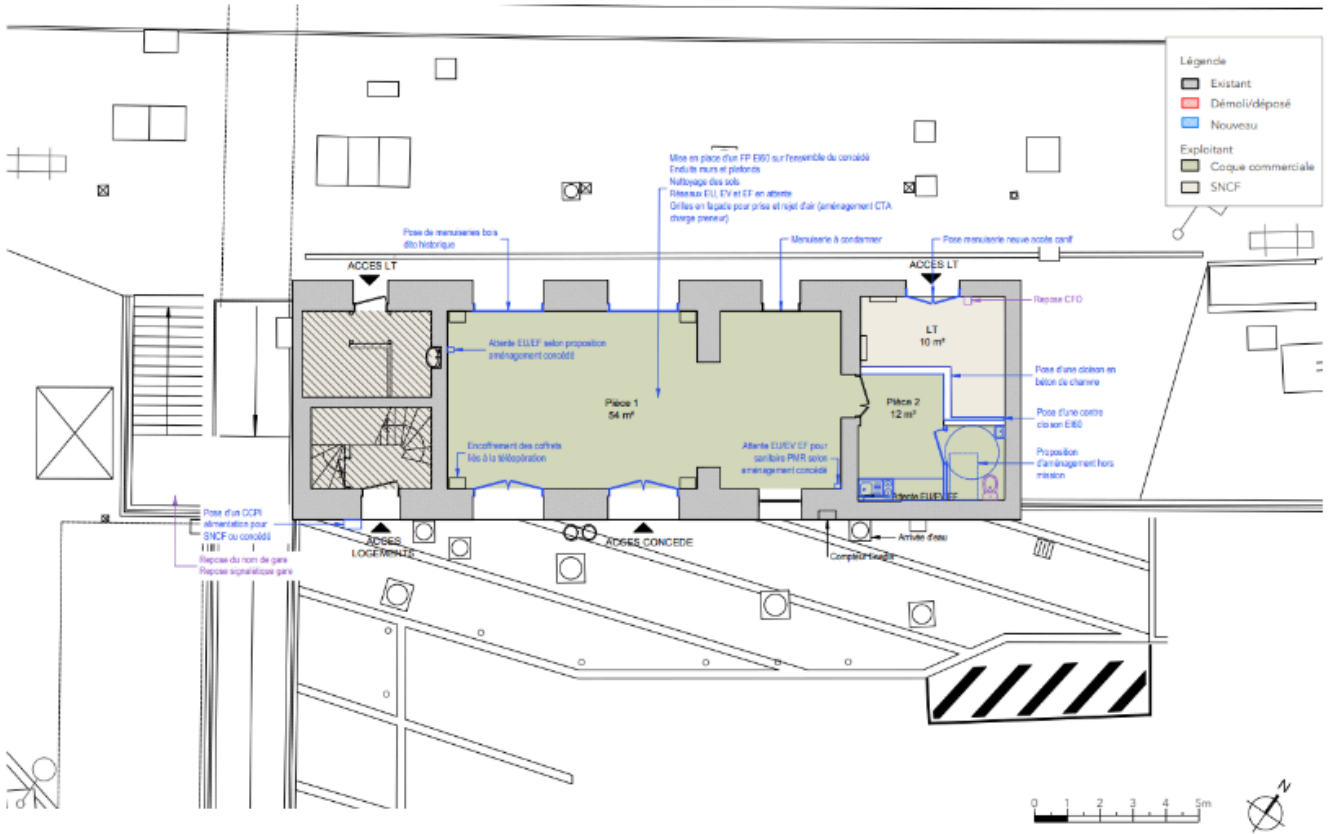 Légende
Existant
Démoli/déposé
Nouveau
Exploitant
Coque commerciale
SNCF
Mise en place d'un FP EI60 sur l'ensemble du concédé
Enduits murs et plafonds
Nettoyage des sols
Réseaux EU, EV et EF en attente
Grilles en façade pour prise et rejet d'air (aménagement CTA
charge preneur)
Pose de menuiseries bois
dito historique
Menuiserie à condamner
Pose menuiserie neuve accès canif
ACCES LT
ACCES LT
Repose CFO
LT
10 m²
Attente EU/EF selon proposition
aménagement concédé
Pose d'une cloison en
béton de chanvre
Pièce 1
54 m²
Pièce 2
12 m²
Pose d'une contre
cloison EI60
Encoffrement des coffrets
liés à la téléopération
Attente EU/EV EF pour
sanitaire PMR selon
aménagement concédé
Proposition
d'aménagement hors
mission
Attente EU/EV EF
Pose d'un CCPI
alimentation pour
SNCF ou concédé
ACCES
LOGEMENTS
ACCES CONCEDE
Arrivée d'eau
Compteur Enedis
Repose du nom de gare
Repose signalétique gare
0 1 2 3 4 5m
N